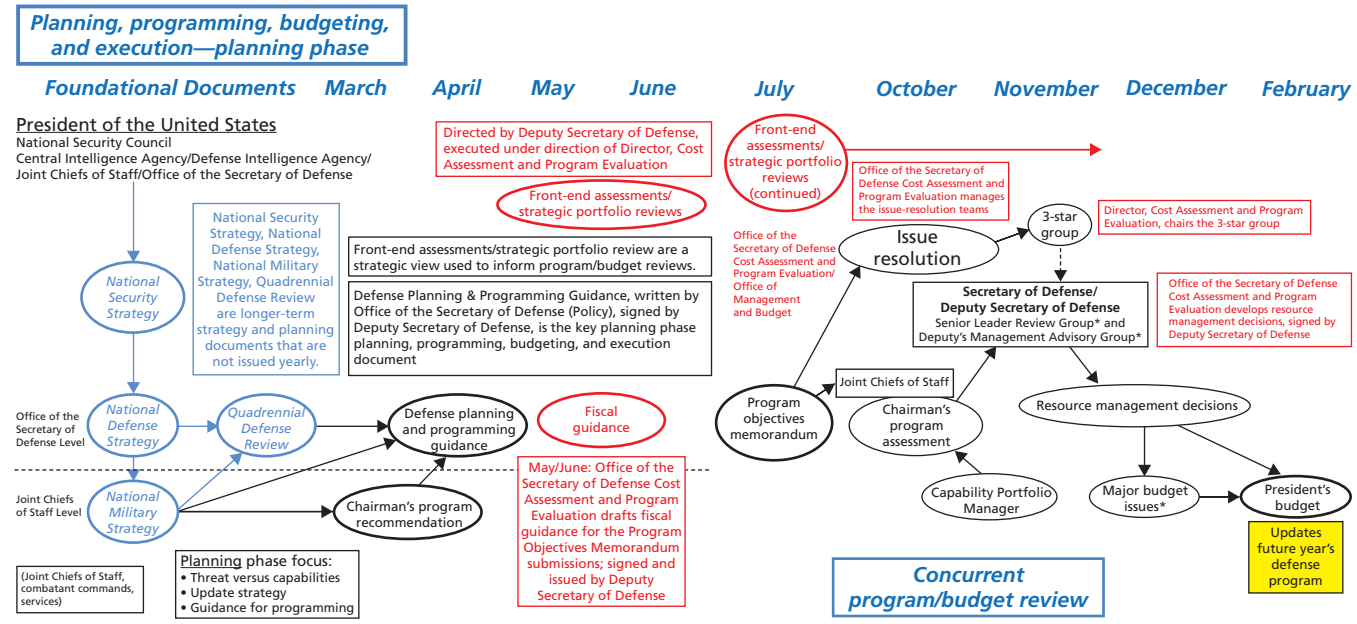 Planning, programming, budgeting,
and execution—planning phase
Foundational Documents
March
April
May
June
July
October
November
December
February
President of the United States
National Security Council
Central Intelligence Agency/Defense Intelligence Agency/
Joint Chiefs of Staff/Office of the Secretary of Defense
National Security
Strategy, National
Defense Strategy,
National Military
Strategy, Quadrennial
Defense Review
are longer-term
strategy and planning
documents that are
not issued yearly.
National
Security
Strategy
Directed by Deputy Secretary of Defense,
executed under direction of Director, Cost
Assessment and Program Evaluation
Front-end assessments/
strategic portfolio reviews
Front-end assessments/strategic portfolio review are a
strategic view used to inform program/budget reviews.
Defense Planning & Programming Guidance, written by
Office of the Secretary of Defense (Policy), signed by
Deputy Secretary of Defense, is the key planning phase
planning, programming, budgeting, and execution
document
Front-end
assessments/
strategic portfolio
reviews
(continued)
Office of the Secretary of
Defense Cost Assessment and
Program Evaluation manages
the issue-resolution teams
3-star
group
Director, Cost Assessment and Program
Evaluation, chairs the 3-star group
Office of the
Secretary of Defense
Cost Assessment and
Program Evaluation/
Office of
Management
and Budget
Issue
resolution
Secretary of Defense/
Deputy Secretary of Defense
Senior Leader Review Group* and
Deputy's Management Advisory Group*
Office of the Secretary of Defense
Cost Assessment and Program
Evaluation develops resource
management decisions, signed by
Deputy Secretary of Defense
Office of the
Secretary of
Defense Level
National
Defense
Strategy
Quadrennial
Defense
Review
Defense planning
and programming
guidance
Fiscal
guidance
Program
objectives
memorandum
Joint Chiefs of Staff
Chairman's
program
assessment
Resource management decisions
Joint Chiefs
of Staff Level
National
Military
Strategy
Chairman's program
recommendation
May/June: Office of the
Secretary of Defense Cost
Assessment and Program
Evaluation drafts fiscal
guidance for the Program
Objectives Memorandum
submissions; signed and
issued by Deputy
Secretary of Defense
Capability Portfolio
Manager
Major budget
issues*
President's
budget
Updates
future year's
defense
program
(Joint Chiefs of Staff,
combatant commands,
services)
Planning phase focus:
• Threat versus capabilities
• Update strategy
• Guidance for programming
Concurrent
program/budget review